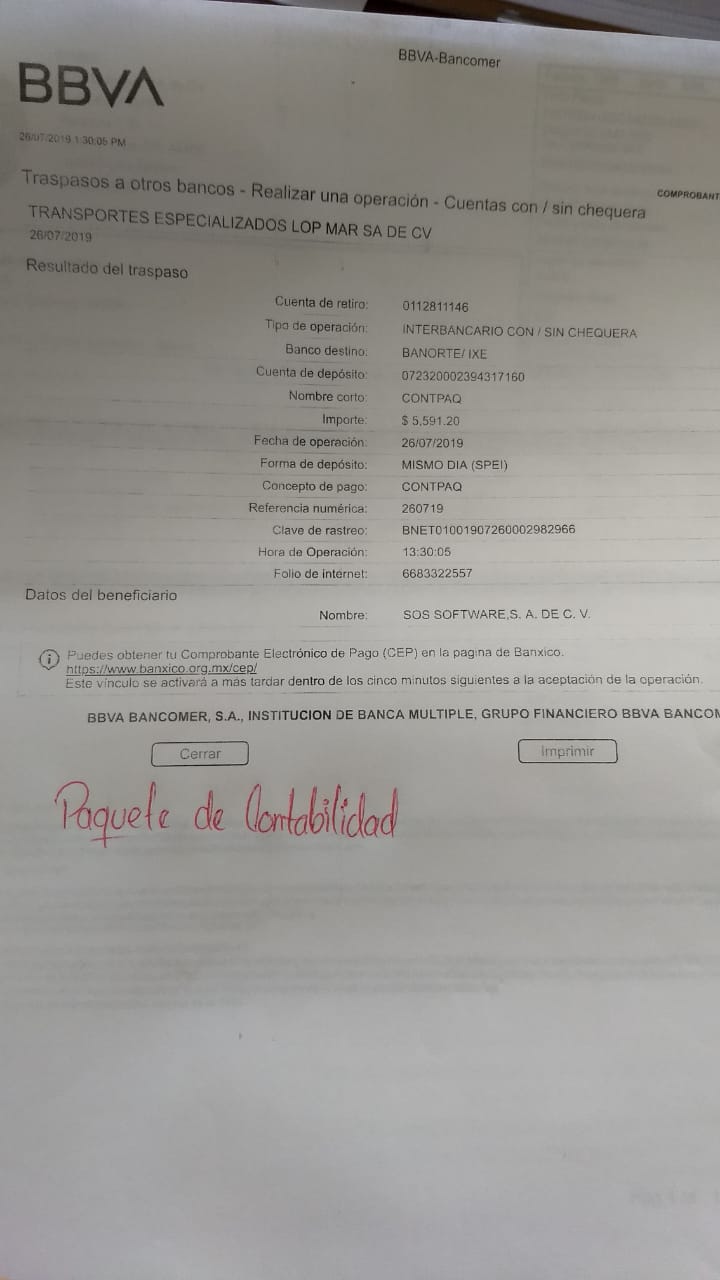 BBVA-Bancomer
BBVA
26/07/2019 1:30:05 PM
COMPROBANT
Traspasos a otros bancos - Realizar una operación - Cuentas con / sin chequera
TRANSPORTES ESPECIALIZADOS LOP MAR SA DE CV
26/07/2019
Resultado del traspaso
Cuenta de retiro: 0112811146
Tipo de operación: INTERBANCARIO CON / SIN CHEQUERA
Banco destino: BANORTE/ IXE
Cuenta de depósito: 072320002394317160
Nombre corto: CONTPAQ
Importe: $ 5,591.20
Fecha de operación: 26/07/2019
Forma de depósito: MISMO DIA (SPEI)
Concepto de pago: CONTPAQ
Referencia numérica: 260719
Clave de rastreo: BNET01001907260002982966
Hora de Operación: 13:30:05
Folio de internet: 6683322557
Datos del beneficiario
Nombre: SOS SOFTWARE,S. A. DE C. V.
Puedes obtener tu Comprobante Electrónico de Pago (CEP) en la pagina de Banxico.
https://www.banxico.org.mx/cep/
Este vínculo se activará a más tardar dentro de los cinco minutos siguientes a la aceptación de la operación.
BBVA BANCOMER, S.A., INSTITUCION DE BANCA MULTIPLE, GRUPO FINANCIERO BBVA BANCOM
Cerrar Imprimir
Paquete de Contabilidad